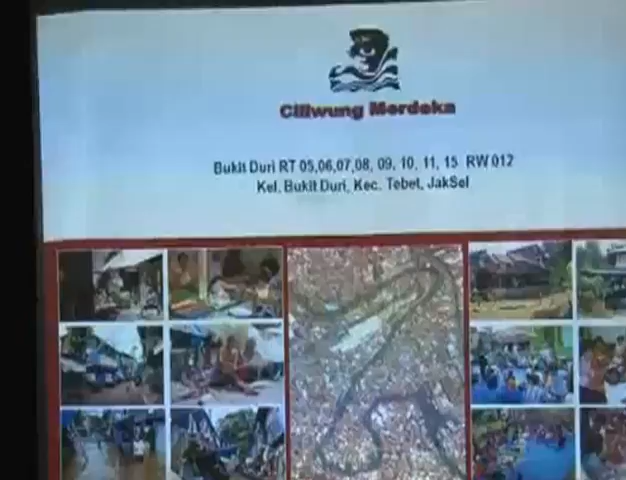 Ciliwung Merdeka
Bukit Duri RT 05,06,07,08, 09, 10, 11, 15 RW 012
Kel. Bukit Duri, Kec. Tebet, JakSel